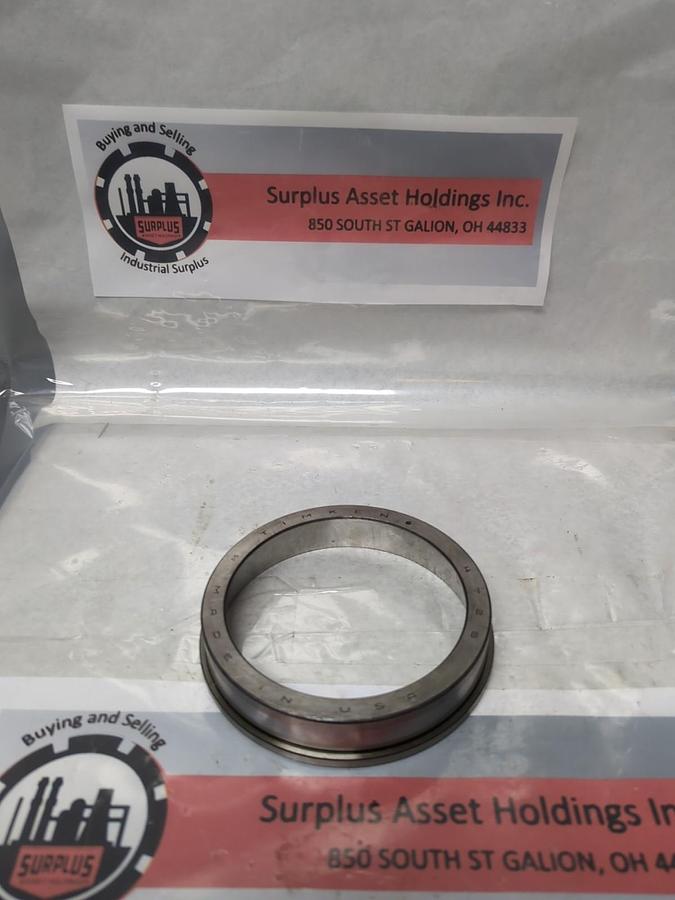 Buying and Selling
SURPLUS
Industrial Surplus
Surplus Asset Holdings Inc.
850 SOUTH ST GALION, OH 44833
TIMKEN
MADE IN USA
Buying and Selling
SURPLUS
Surplus Asset Holdings In
850 SOUTH ST GALION, OH 44